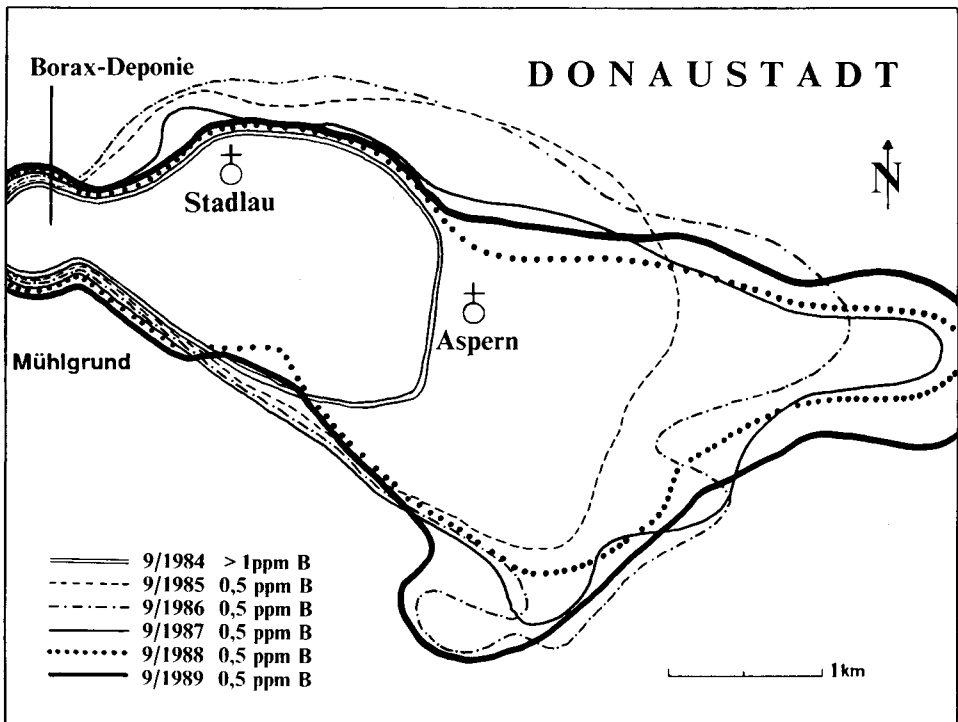 Borax-Deponie
DONAUSTADT
N
Stadlau
Aspern
Mühlgrund
9/1984 > 1ppm B
9/1985 0,5 ppm B
9/1986 0,5 ppm B
9/1987 0,5 ppm B
9/1988 0,5 ppm B
9/1989 0,5 ppm B
1km